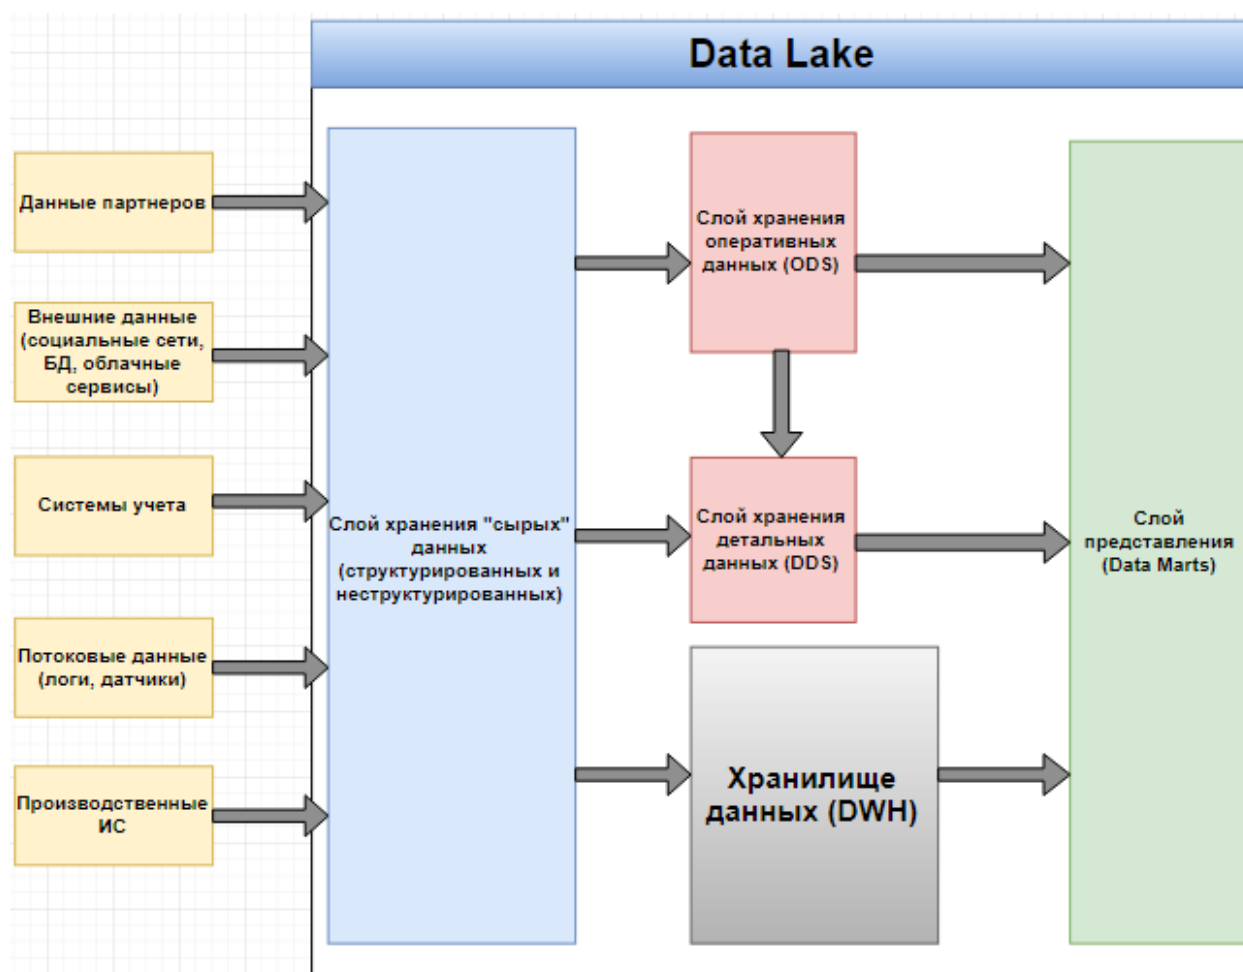 Data Lake
Данные партнеров
Внешние данные
(социальные сети,
БД, облачные
сервисы)
Системы учета
Потоковые данные
(логи, датчики)
Производственные
ИС
Слой хранения "сырых"
данных
(структурированных и
неструктурированных)
Слой хранения
оперативных
данных (ODS)
Слой хранения
детальных
данных (DDS)
Хранилище
данных (DWH)
Слой
представления
(Data Marts)